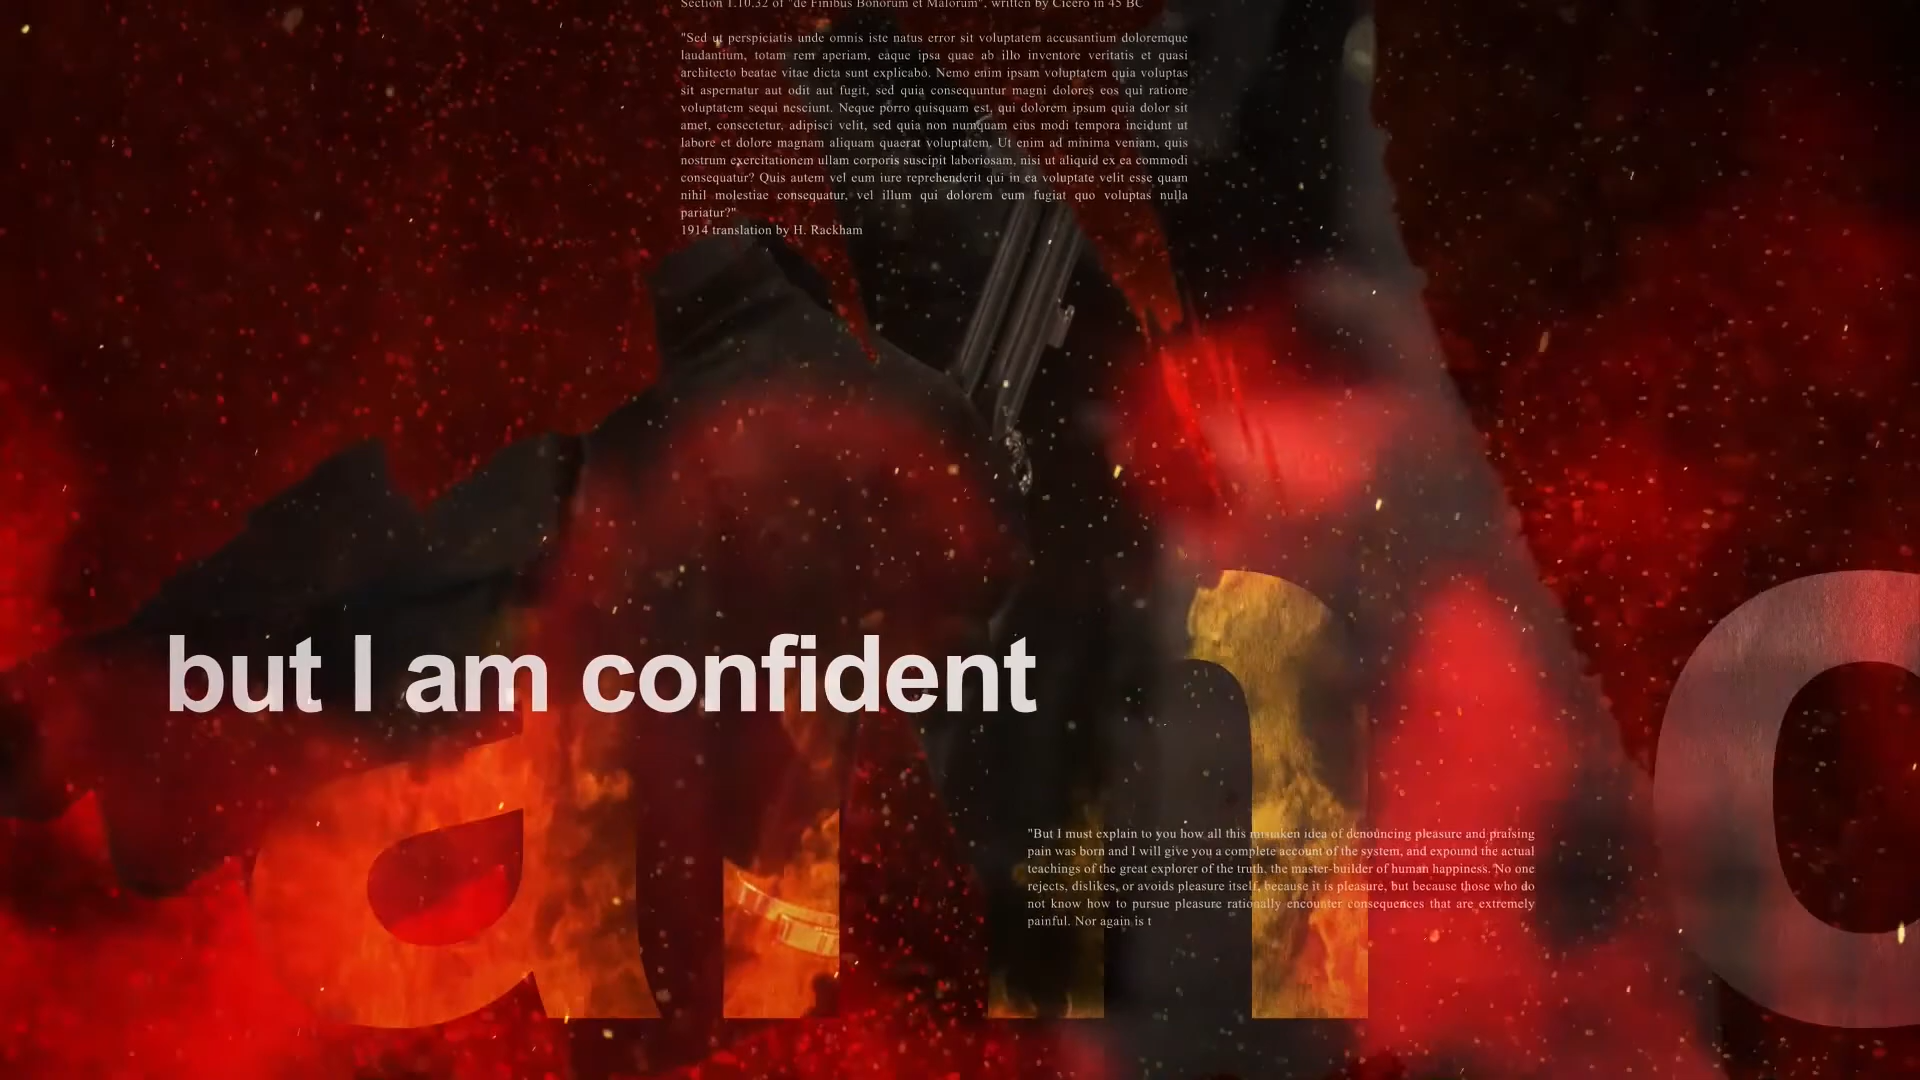 Section 1.10.32 of "de Finibus Bonorum et Malorum", written by Cicero in 45 BC
"Sed ut perspiciatis unde omnis iste natus error sit voluptatem accusantium doloremque
laudantium, totam rem aperiam, eaque ipsa quae ab illo inventore veritatis et quasi
architecto beatae vitae dicta sunt explicabo. Nemo enim ipsam voluptatem quia voluptas
sit aspernatur aut odit aut fugit, sed quia consequuntur magni dolores eos qui ratione
voluptatem sequi nesciunt. Neque porro quisquam est, qui dolorem ipsum quia dolor sit
amet, consectetur, adipisci velit, sed quia non numquam eius modi tempora incidunt ut
labore et dolore magnam aliquam quaerat voluptatem. Ut enim ad minima veniam, quis
nostrum exercitationem ullam corporis suscipit laboriosam, nisi ut aliquid ex ea commodi
consequatur? Quis autem vel eum iure reprehenderit qui in ea voluptate velit esse quam
nihil molestiae consequatur, vel illum qui dolorem eum fugiat quo voluptas nulla
pariatur?"
1914 translation by H. Rackham
but I am confident
am c
"But I must explain to you how all this mistaken idea of denouncing pleasure and praising
pain was born and I will give you a complete account of the system, and expound the actual
teachings of the great explorer of the truth, the master-builder of human happiness. No one
rejects, dislikes, or avoids pleasure itself, because it is pleasure, but because those who do
not know how to pursue pleasure rationally encounter consequences that are extremely
painful. Nor again is t